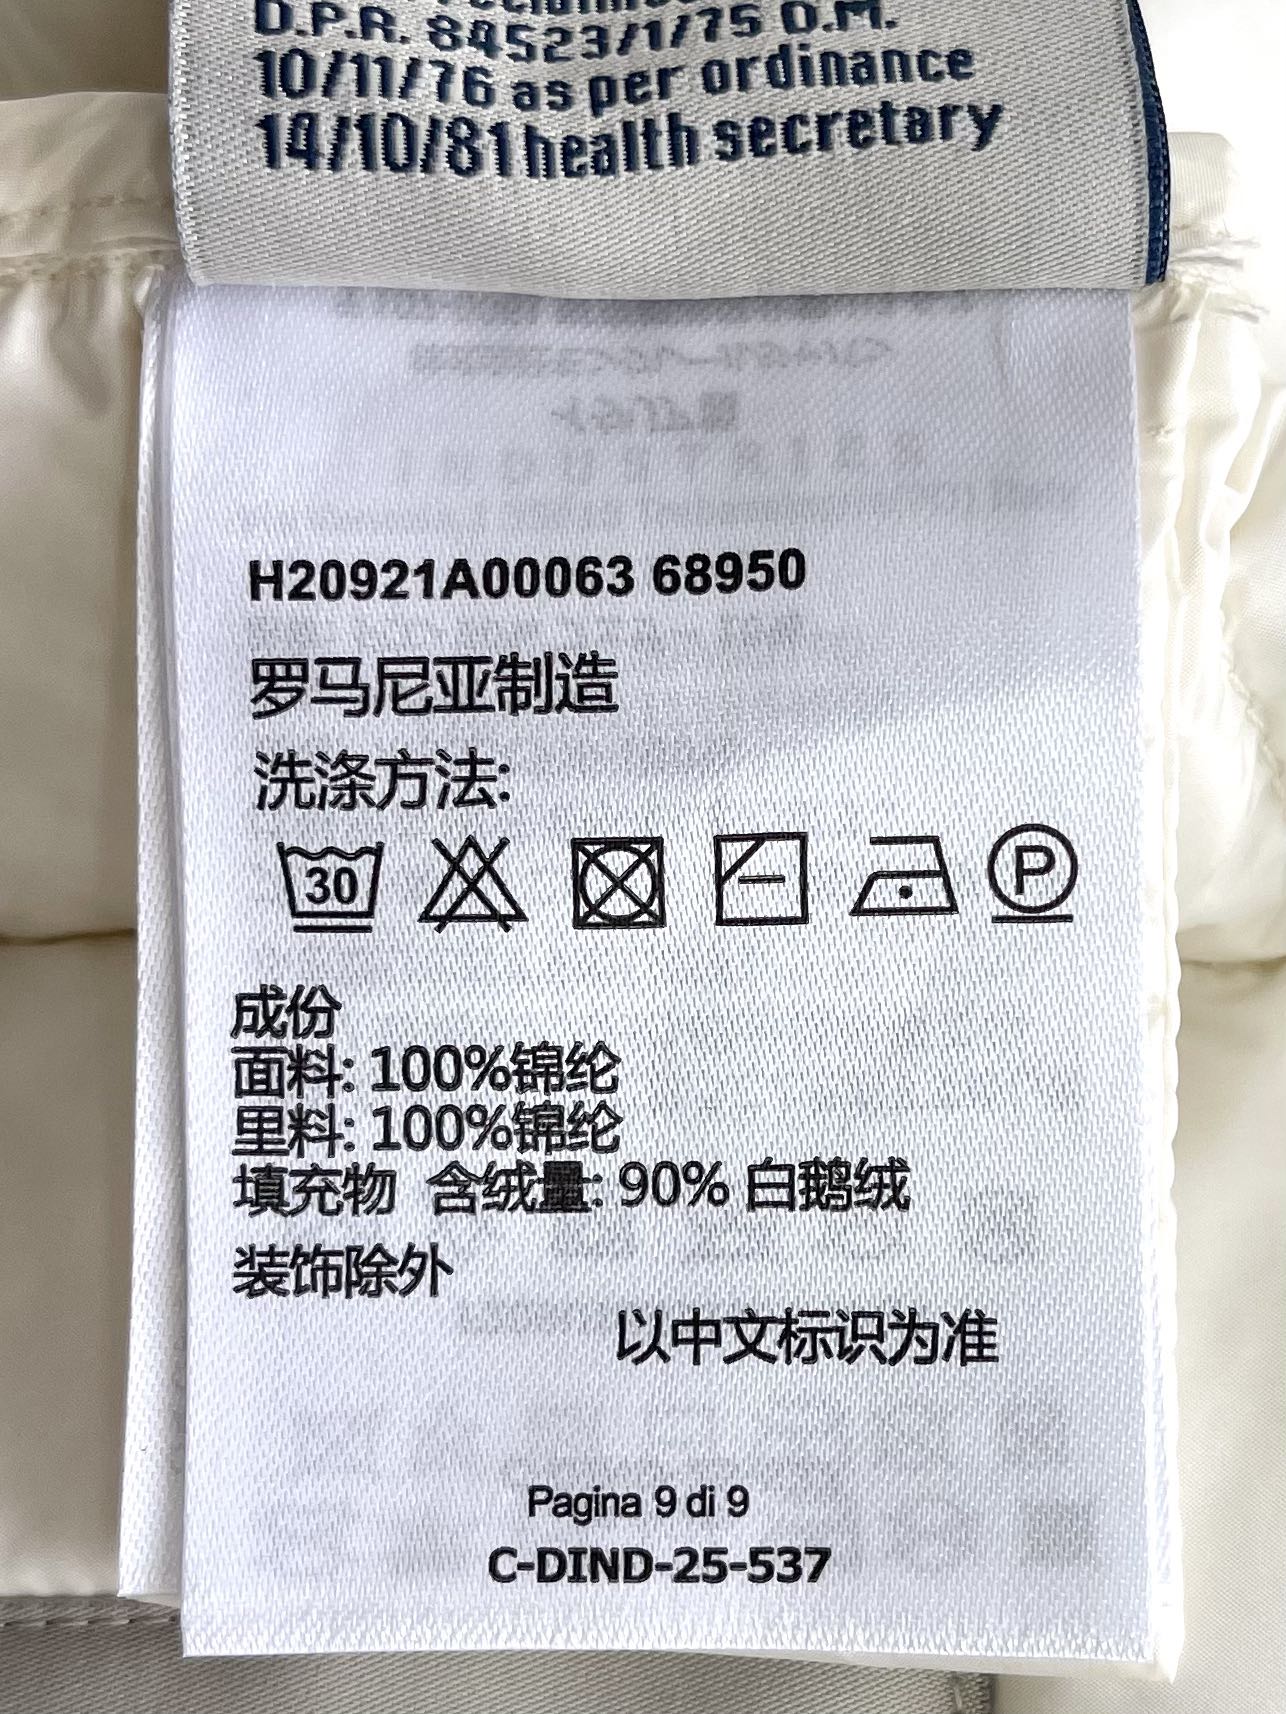 D.P.R. 84523/1/75 D.M.
10/11/76 as per ordinance
14/10/81 health secretary
H20921A00063 68950
罗马尼亚制造
洗涤方法:
30
P
成份
面料: 100%锦纶
里料: 100%锦纶
填充物 含绒量: 90% 白鹅绒
装饰除外
以中文标识为准
Pagina 9 di 9
C-DIND-25-537